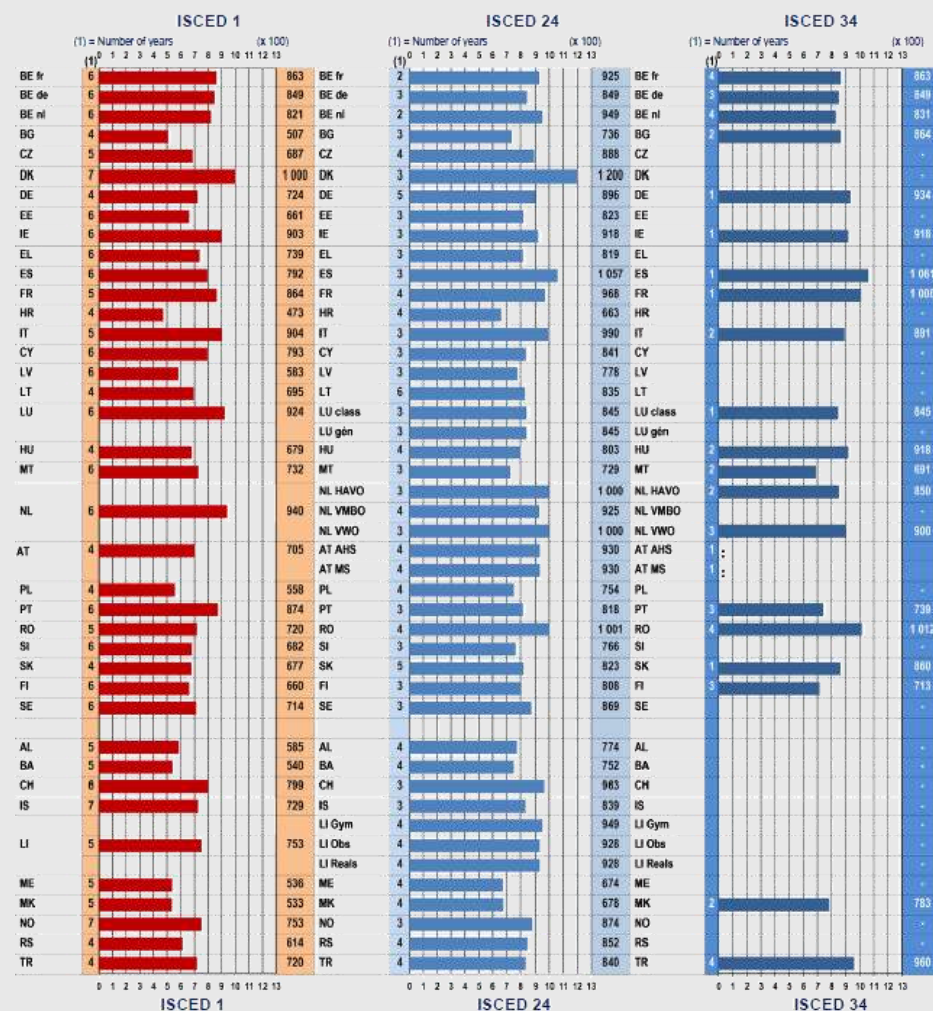 ISCED 1 ISCED 24 ISCED 34
(1) = Number of years (x 100) (1) = Number of years (x 100) (1) = Number of years (x 100)
0 1 2 3 4 5 6 7 8 9 10 11 12 13 0 1 2 3 4 5 6 7 8 9 10 11 12 13 0 1 2 3 4 5 6 7 8 9 10 11 12 13
(1) (1) (1)
BE fr 6 863 BE fr 2 925 BE fr 4 863
BE de 6 849 BE de 3 849 BE de 3 849
BE nl 6 821 BE nl 2 949 BE nl 4 831
BG 4 507 BG 3 736 BG 2 864
CZ 5 687 CZ 4 888 CZ -
DK 7 1 000 DK 3 1 200 DK -
DE 4 724 DE 5 896 DE 1 934
EE 6 661 EE 3 823 EE -
IE 6 903 IE 3 918 IE 1 918
EL 6 739 EL 3 819 EL -
ES 6 792 ES 3 1 057 ES 1 1 061
FR 5 864 FR 4 968 FR 1 1 008
HR 4 473 HR 4 663 HR -
IT 5 904 IT 3 990 IT 2 891
CY 6 793 CY 3 841 CY -
LV 6 583 LV 3 778 LV -
LT 4 695 LT 6 835 LT -
LU 6 924 LU class 3 845 LU class 1 845
LU gén 3 845 LU gén -
HU 4 679 HU 4 803 HU 2 918
MT 6 732 MT 3 729 MT 2 691
NL HAVO 3 1 000 NL HAVO 2 850
NL 6 940 NL VMBO 4 925 NL VMBO -
NL VWO 3 1 000 NL VWO 3 900
AT 4 705 AT AHS 4 930 AT AHS 1 :
AT MS 4 930 AT MS 1 :
PL 4 558 PL 4 754 PL -
PT 6 874 PT 3 818 PT 3 739
RO 5 720 RO 4 1 001 RO 4 1 012
SI 6 682 SI 3 766 SI -
SK 4 677 SK 5 823 SK 1 860
FI 6 660 FI 3 808 FI 3 713
SE 6 714 SE 3 869 SE -
AL 5 585 AL 4 774 AL -
BA 5 540 BA 4 752 BA -
CH 6 799 CH 3 963 CH -
IS 7 729 IS 3 839 IS -
LI Gym 4 949 LI Gym -
LI 5 753 LI Obs 4 928 LI Obs -
LI Reals 4 928 LI Reals -
ME 5 536 ME 4 674 ME -
MK 5 533 MK 4 678 MK 2 783
NO 7 753 NO 3 874 NO -
RS 4 614 RS 4 852 RS -
TR 4 720 TR 4 840 TR 4 960
0 1 2 3 4 5 6 7 8 9 10 11 12 13 0 1 2 3 4 5 6 7 8 9 10 11 12 13 0 1 2 3 4 5 6 7 8 9 10 11 12 13
ISCED 1 ISCED 24 ISCED 34